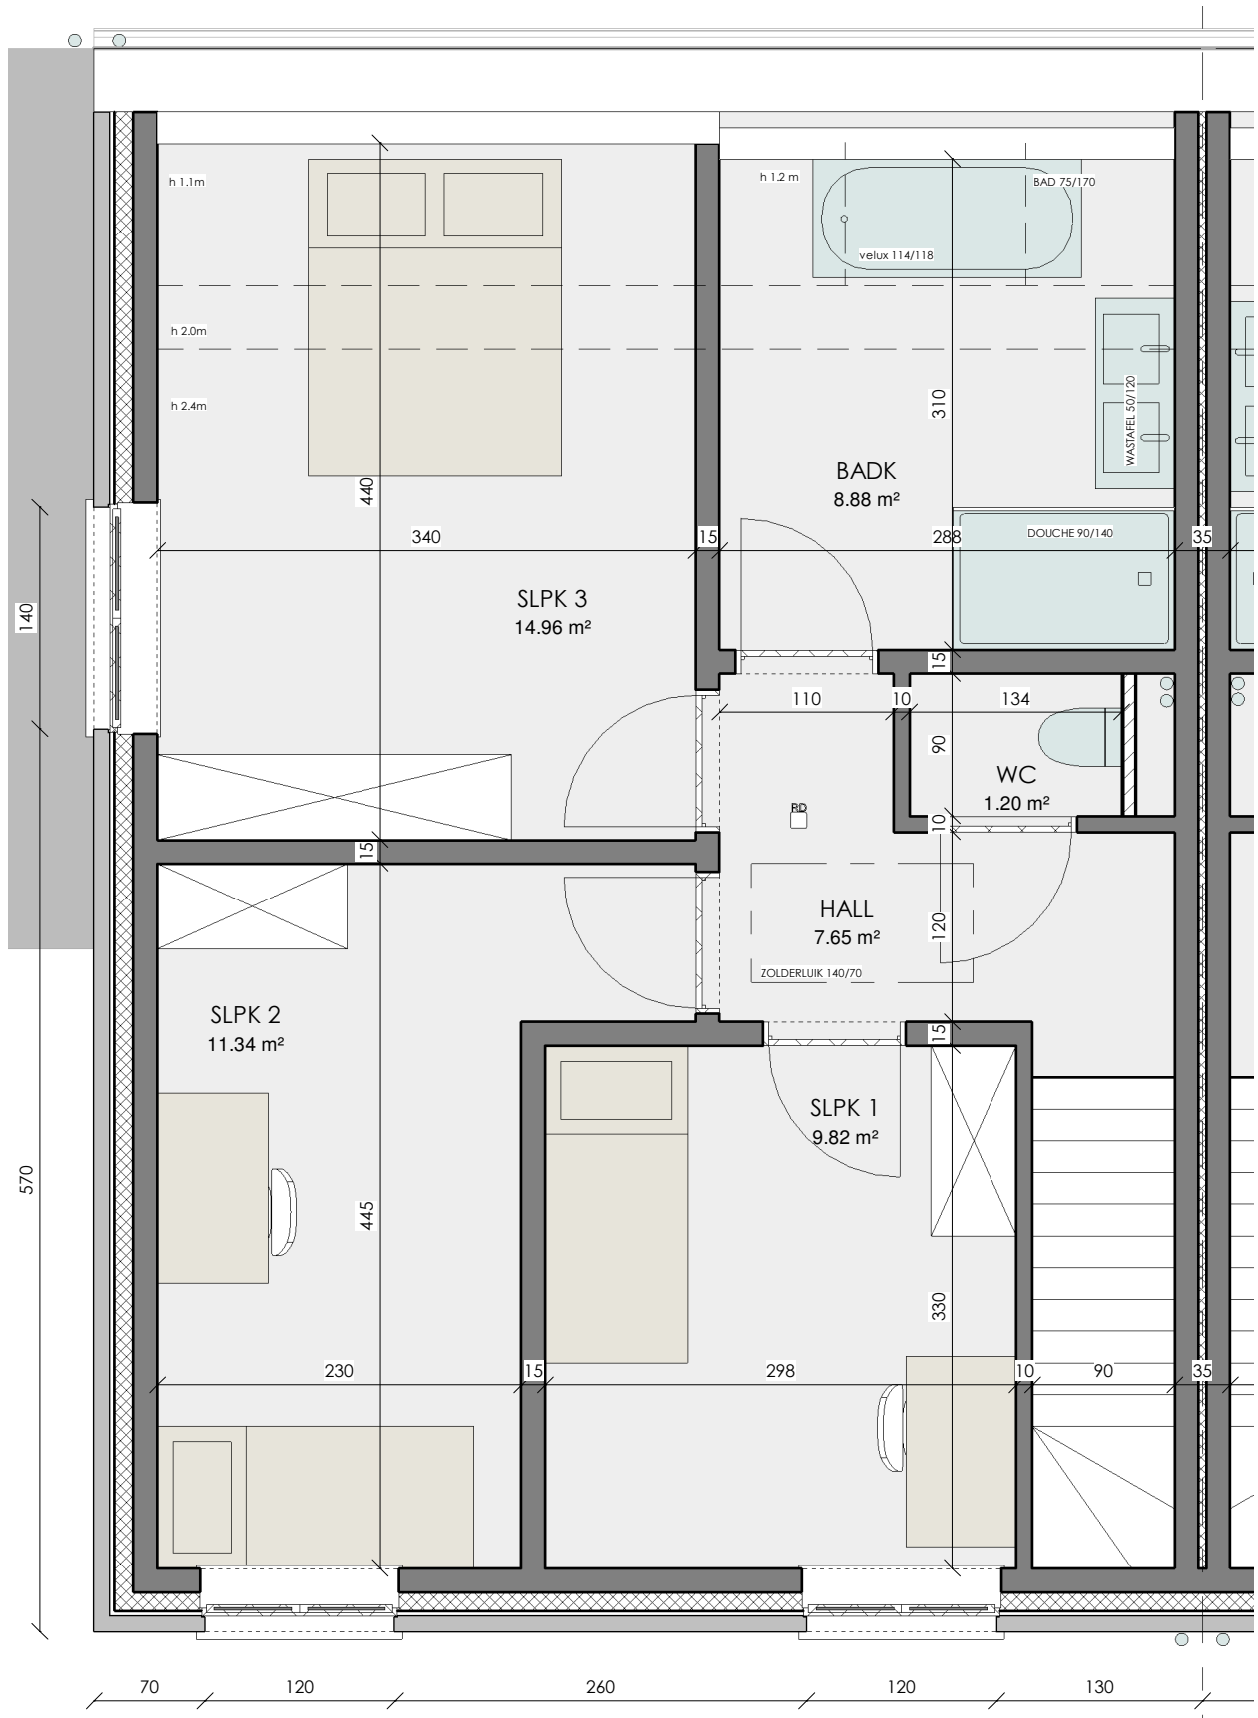 h 1.1m
h 1.2 m
BAD 75/170
velux 114/118
h 2.0m
h 2.4m
310
WASTAFEL 50/120
BADK
8.88 m²
440
340
15
288
DOUCHE 90/140
35
SLPK 3
14.96 m²
140
15
110
10
134
90
WC
1.20 m²
RD
10
15
HALL
7.65 m²
120
ZOLDERLUIK 140/70
SLPK 2
11.34 m²
15
SLPK 1
9.82 m²
570
445
330
230
15
298
10
90
35
70
120
260
120
130